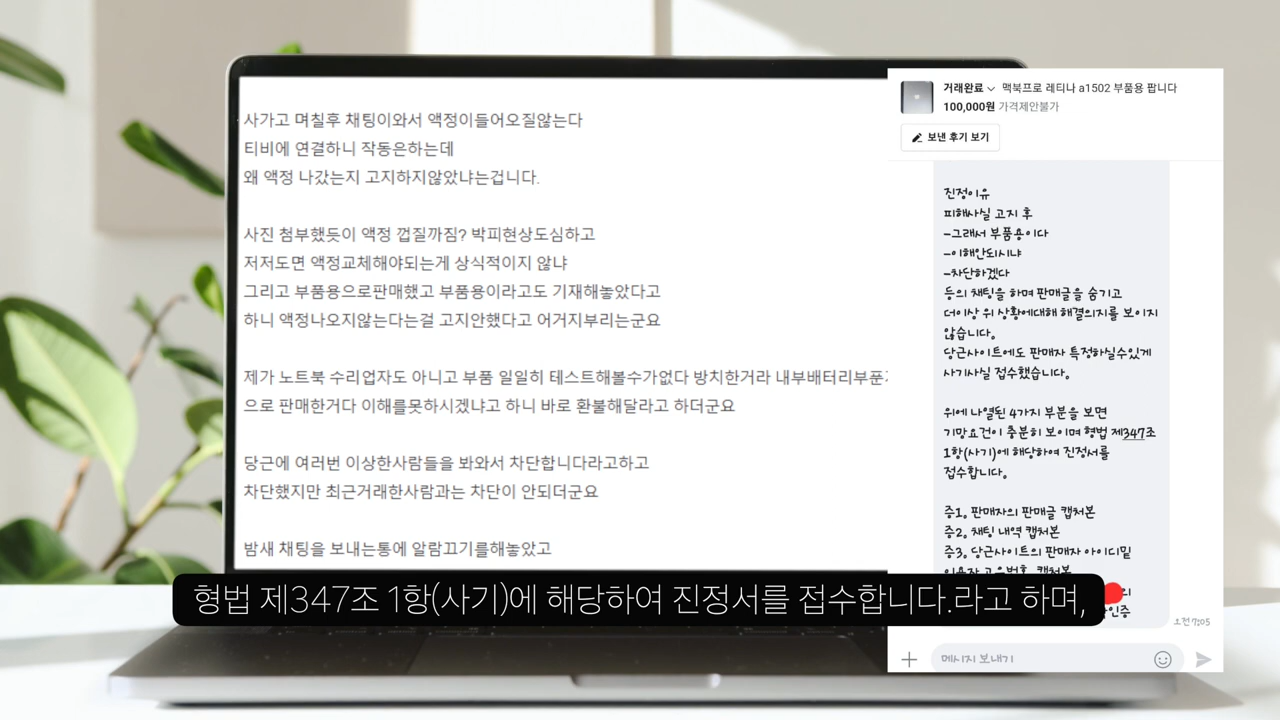 사가고 며칠후 채팅이와서 액정이들어오질않는다
티비에 연결하니 작동은하는데
왜 액정 나갔는지 고지하지않았냐는겁니다.
사진 첨부했듯이 액정 껍질까짐? 박피현상도심하고
저저도면 액정교체해야되는게 상식적이지 않냐
그리고 부품용으로판매했고 부품용이라고도 기재해놓았다고
하니 액정나오지않는다는걸 고지안했다고 어거지부리는군요
제가 노트북 수리업자도 아니고 부품 일일히 테스트해볼수가없다 방치한거라 내부배터리부푼
으로 판매한거다 이해를못하시겠냐고 하니 바로 환불해달라고 하더군요
당근에 여러번 이상한사람들을 봐와서 차단합니다라고하고
차단했지만 최근거래한사람과는 차단이 안되더군요
밤새 채팅을 보내는통에 알람끄기를해놓았고
거래완료 맥북프로 레티나 a1502 부품용 팝니다
100,000원 가격제안불가
보낸 후기 보기
진정이유
피해사실 고지 후
-그래서 부품용이다
-이해안되시냐
-차단하겠다
등의 채팅을 하며 판매글을 숨기고
더이상 위 상황에대해 해결의지를 보이지
않습니다.
당근사이트에도 판매자 특정하실수있게
사기사실 접수했습니다.
위에 나열된 4가지 부분을 보면
기망요건이 충분히 보이며 형법 제347조
1항(사기)에 해당하여 진정서를
접수합니다.
증1, 판매자의 판매글 캡처본
증2, 채팅 내역 캡처본
증3, 당근사이트의 판매자 아이디밑
인증
오전 7:05
메시지 보내기
형법 제347조 1항(사기)에 해당하여 진정서를 접수합니다.라고 하며,